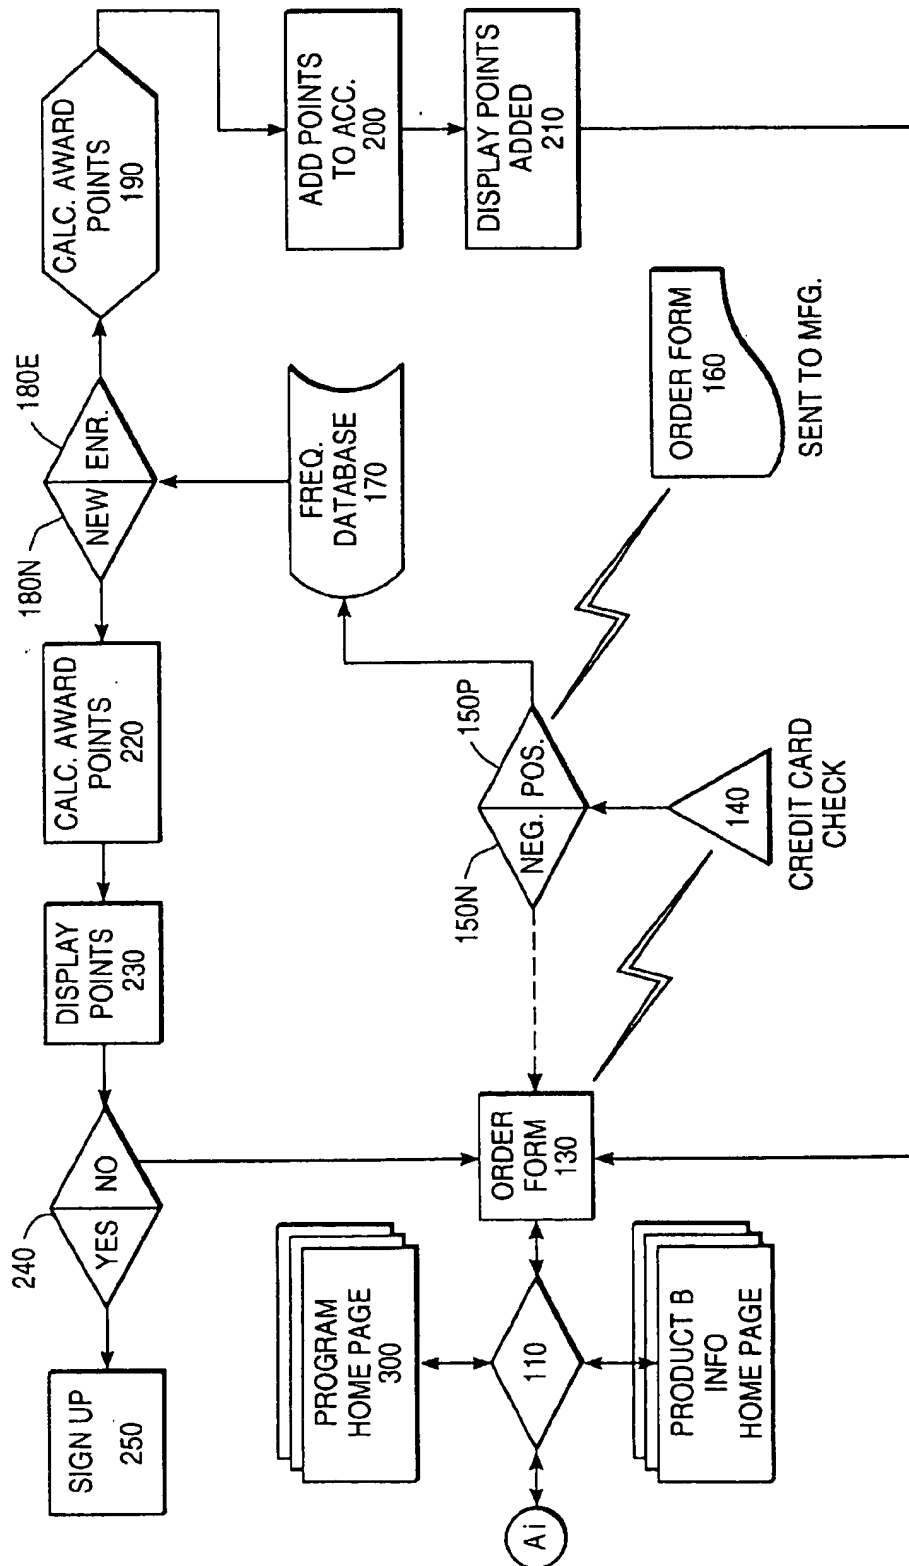 SIGN UP
250
240
YES
NO
DISPLAY
POINTS
230
CALC. AWARD
POINTS
220
180N
180E
NEW
ENR.
CALC. AWARD
POINTS
190
PROGRAM
HOME PAGE
300
Ai
110
PRODUCT B
INFO
HOME PAGE
ORDER
FORM
130
150N
150P
NEG.
POS.
140
CREDIT CARD
CHECK
FREQ.
DATABASE
170
ORDER FORM
160
SENT TO MFG.
ADD POINTS
TO ACC.
200
DISPLAY POINTS
ADDED
210